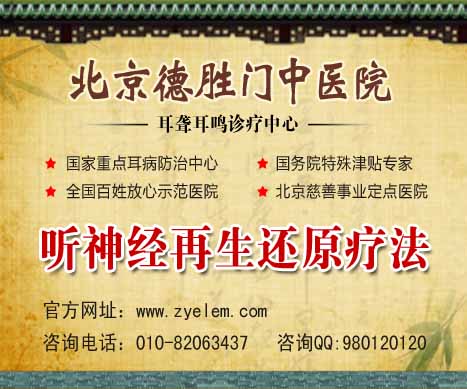 北京德胜门中医院
耳聋耳鸣诊疗中心
★ 国家重点耳病防治中心 ★ 国务院特殊津贴专家
★ 全国百姓放心示范医院 ★ 北京慈善事业定点医院
听神经再生还原疗法
官方网址：www.zyelem.com
咨询电话：010-82063437 咨询QQ:980120120